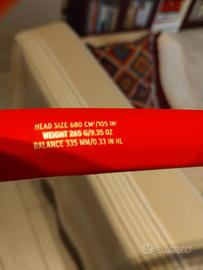 HEAD SIZE 680 CM²/105 IN²
WEIGHT 265 G/9.35 OZ
BALANCE 335 MM/0.33 IN HL
subito.it